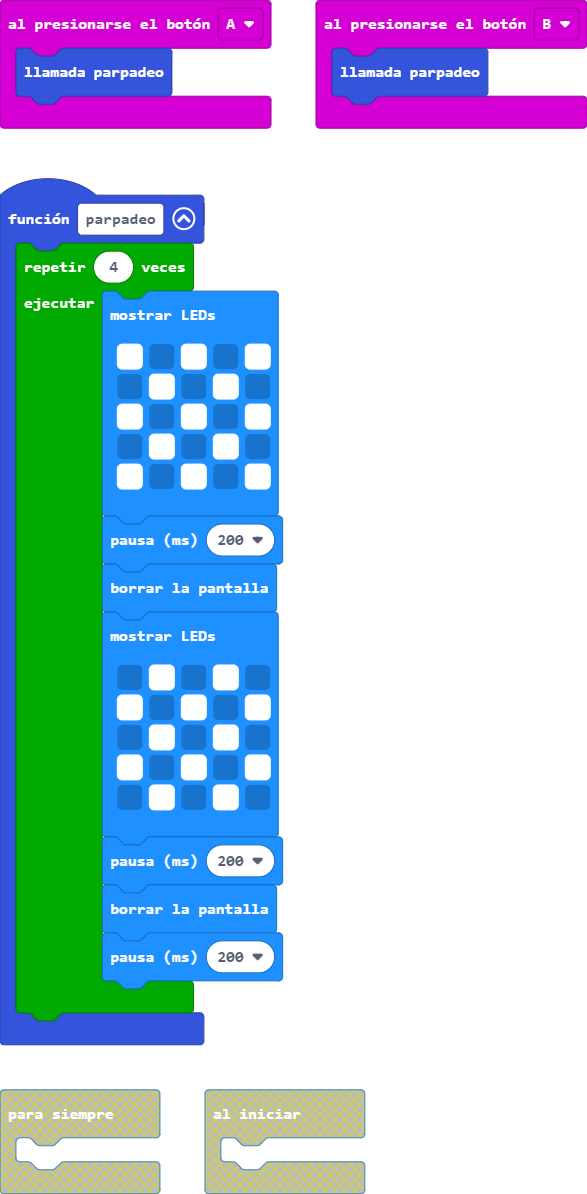 al presionarse el botón A
al presionarse el botón B
llamada parpadeo
llamada parpadeo
función parpadeo
repetir 4 veces
ejecutar
mostrar LEDs
pausa (ms) 200
borrar la pantalla
mostrar LEDs
pausa (ms) 200
borrar la pantalla
pausa (ms) 200
para siempre
al iniciar